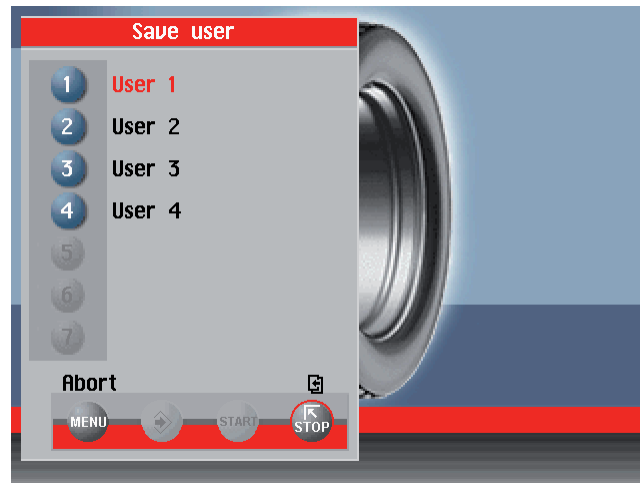 Save user
1 User 1
2 User 2
3 User 3
4 User 4
5
6
7
Abort
MENU START STOP